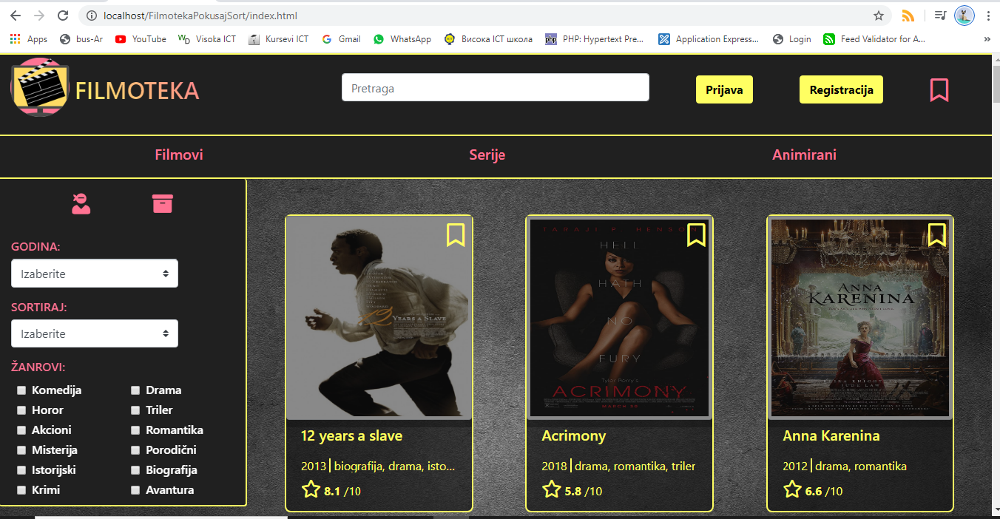 localhost/FilmotekaPokusajSort/index.html
Apps bus-Ar YouTube Visoka ICT Kursevi ICT Gmail WhatsApp Висока ICT школа php PHP: Hypertext Pre... Application Express... Login Feed Validator for A... »
FILMOTEKA
Pretraga
Prijava
Registracija
Filmovi
Serije
Animirani
GODINA:
Izaberite
SORTIRAJ:
Izaberite
ŽANROVI:
Komedija Drama
Horor Triler
Akcioni Romantika
Misterija Porodični
Istorijski Biografija
Krimi Avantura
12 YEARS A SLAVE
12 years a slave
2013 | biografija, drama, isto...
8.1 /10
TARAJI P. HENSON
HELL
HATH
NO
FURY
Tyler Perry's
ACRIMONY
MARCH 30
Acrimony
2018 | drama, romantika, triler
5.8 /10
ANNA
KARENINA
KEIRA KNIGHTLEY
JUDE LAW
Anna Karenina
2012 | drama, romantika
6.6 /10